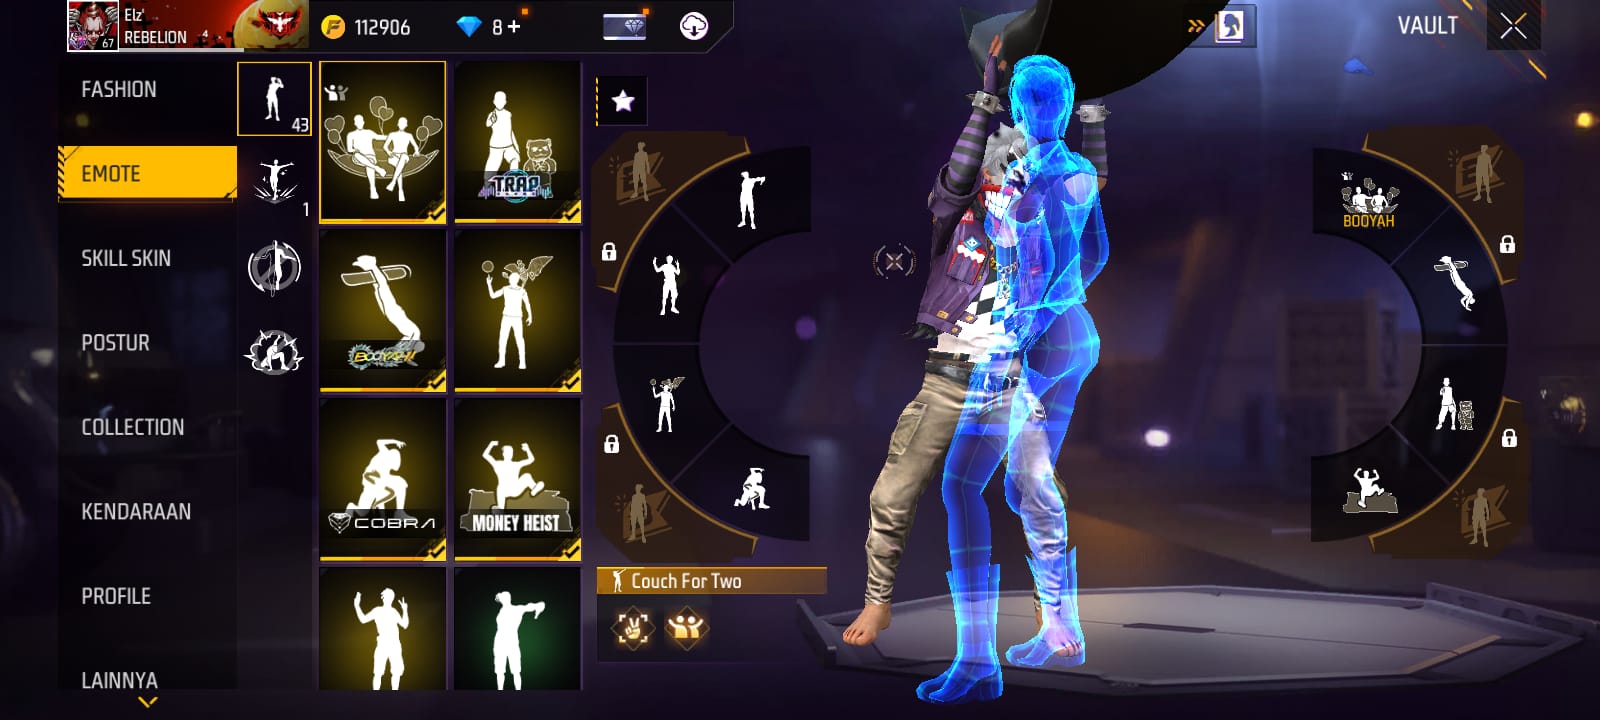 Elz'
REBELION
4
67
112906
8+
VAULT
FASHION
EMOTE
SKILL SKIN
POSTUR
COLLECTION
KENDARAAN
PROFILE
LAINNYA
43
1
TRAP
BOOYAH!
COBRA
MONEY HEIST
BOOYAH
Couch For Two